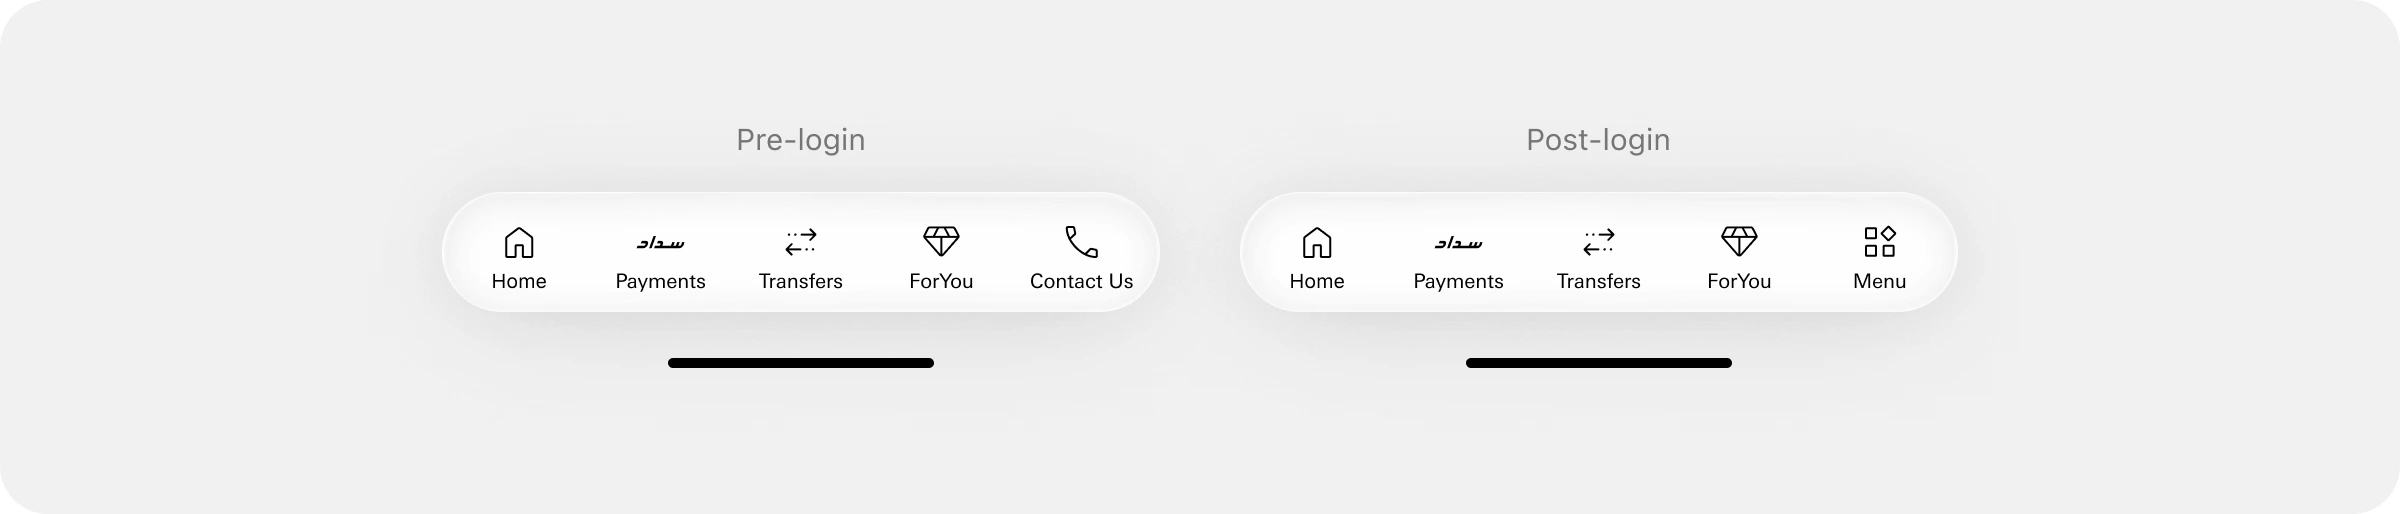 Pre-login
سداد
Home
Payments
Transfers
ForYou
Contact Us
Post-login
سداد
Home
Payments
Transfers
ForYou
Menu